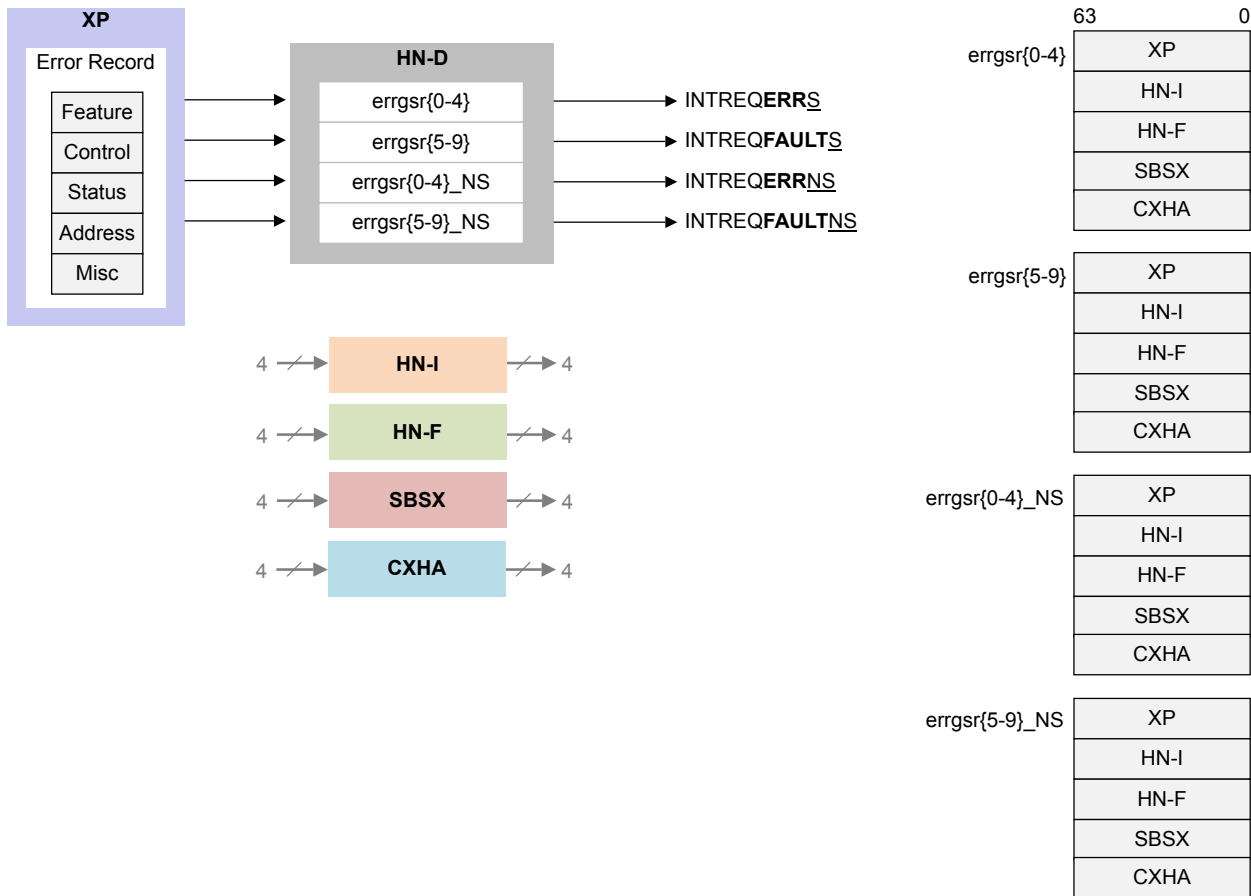 XP
Error Record
Feature
Control
Status
Address
Misc
HN-D
errgsr{0-4}
errgsr{5-9}
errgsr{0-4}_NS
errgsr{5-9}_NS
INTREQERRS
INTREQFAULTS
INTREQERRNS
INTREQFAULTNS
4 HN-I 4
4 HN-F 4
4 SBSX 4
4 CXHA 4
63 0
errgsr{0-4} XP
HN-I
HN-F
SBSX
CXHA
errgsr{5-9} XP
HN-I
HN-F
SBSX
CXHA
errgsr{0-4}_NS XP
HN-I
HN-F
SBSX
CXHA
errgsr{5-9}_NS XP
HN-I
HN-F
SBSX
CXHA